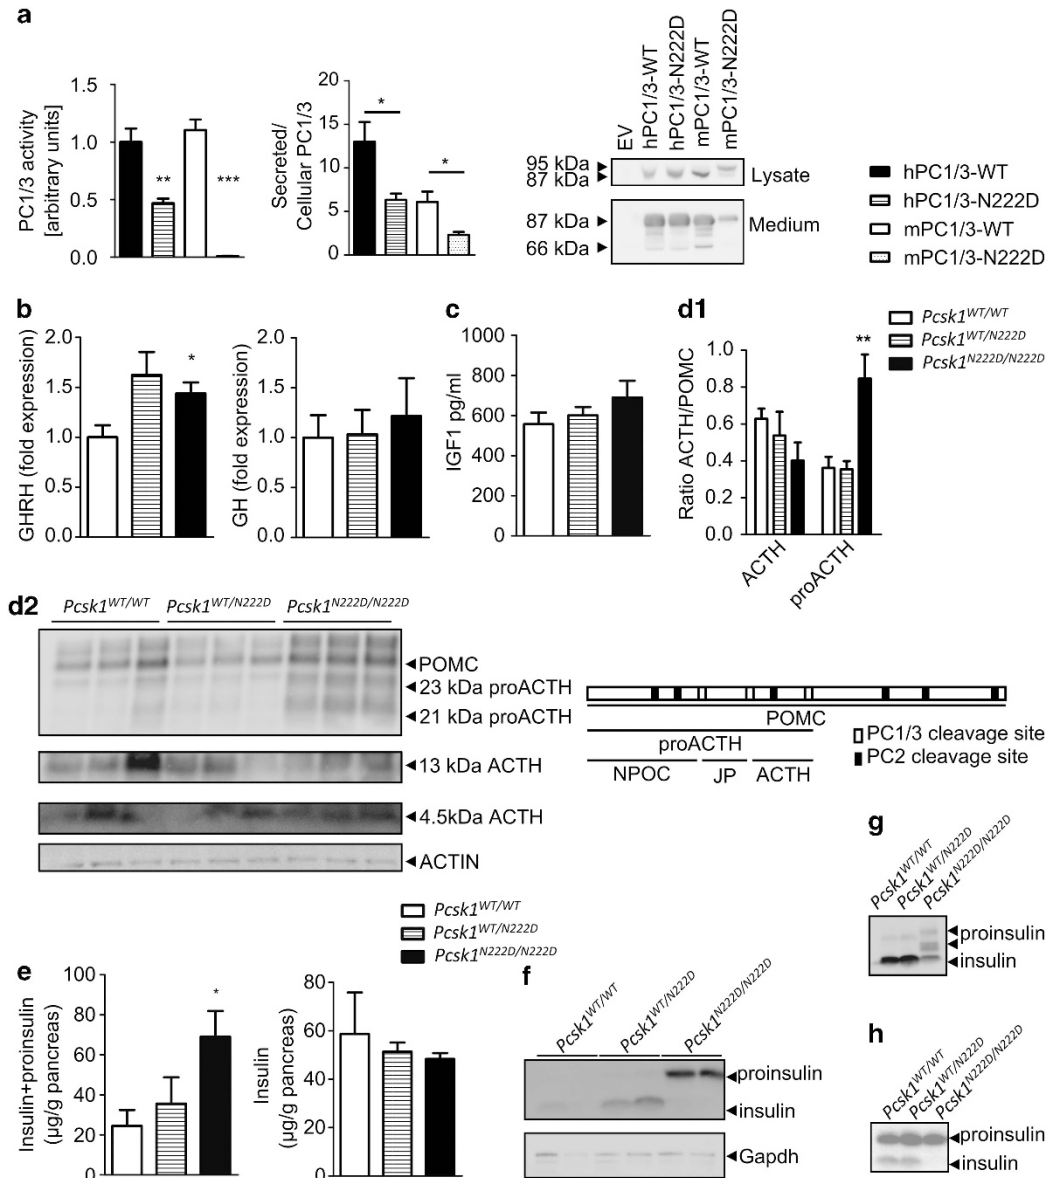 a
PC1/3 activity
[arbitrary units]
1.5
1.0
0.5
0.0
**
***
Secreted/
Cellular PC1/3
20
15
10
5
0
*
*
EV
hPC1/3-WT
hPC1/3-N222D
mPC1/3-WT
mPC1/3-N222D
95 kDa
87 kDa
Lysate
87 kDa
66 kDa
Medium
hPC1/3-WT
hPC1/3-N222D
mPC1/3-WT
mPC1/3-N222D
b
GHRH (fold expression)
2.0
1.5
1.0
0.5
0.0
*
GH (fold expression)
2.0
1.5
1.0
0.5
0.0
c
IGF1 pg/ml
1000
800
600
400
200
0
d1
Pcsk1WT/WT
Pcsk1WT/N222D
Pcsk1N222D/N222D
Ratio ACTH/POMC
1.0
0.8
0.6
0.4
0.2
0.0
**
ACTH
proACTH
d2
Pcsk1WT/WT
Pcsk1WT/N222D
Pcsk1N222D/N222D
POMC
23 kDa proACTH
21 kDa proACTH
13 kDa ACTH
4.5kDa ACTH
ACTIN
POMC
proACTH
NPOC
JP
ACTH
PC1/3 cleavage site
PC2 cleavage site
Pcsk1WT/WT
Pcsk1WT/N222D
Pcsk1N222D/N222D
e
Insulin+proinsulin
(µg/g pancreas)
100
80
60
40
20
0
*
Insulin
(µg/g pancreas)
80
60
40
20
0
f
Pcsk1WT/WT
Pcsk1WT/N222D
Pcsk1N222D/N222D
proinsulin
insulin
Gapdh
g
Pcsk1WT/WT
Pcsk1WT/N222D
Pcsk1N222D/N222D
proinsulin
insulin
h
Pcsk1WT/WT
Pcsk1WT/N222D
Pcsk1N222D/N222D
proinsulin
insulin